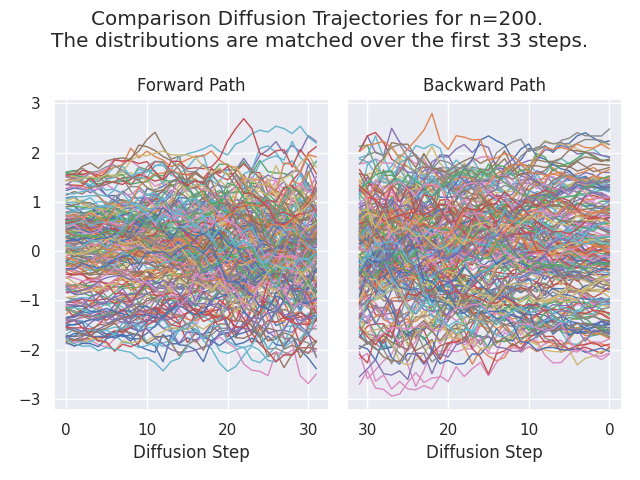 Comparison Diffusion Trajectories for n=200.
The distributions are matched over the first 33 steps.
Forward Path
Backward Path
3
2
1
0
−1
−2
−3
0 10 20 30
30 20 10 0
Diffusion Step
Diffusion Step